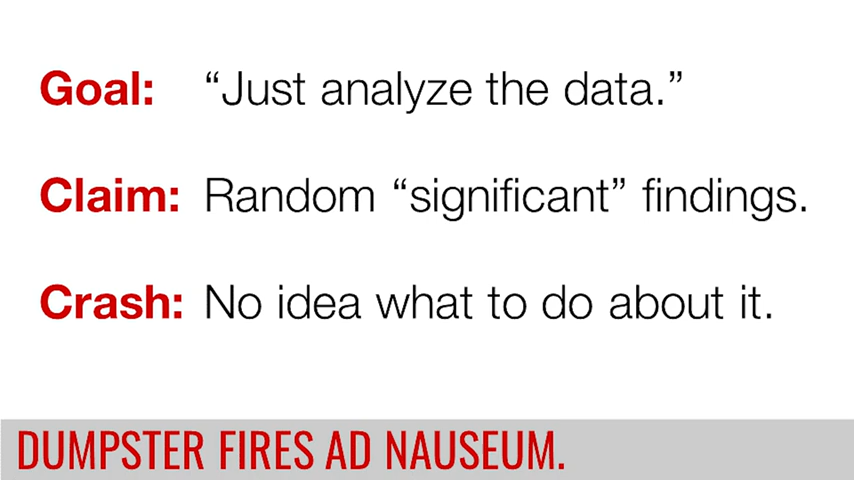 Goal: “Just analyze the data.”
Claim: Random “significant” findings.
Crash: No idea what to do about it.
DUMPSTER FIRES AD NAUSEUM.